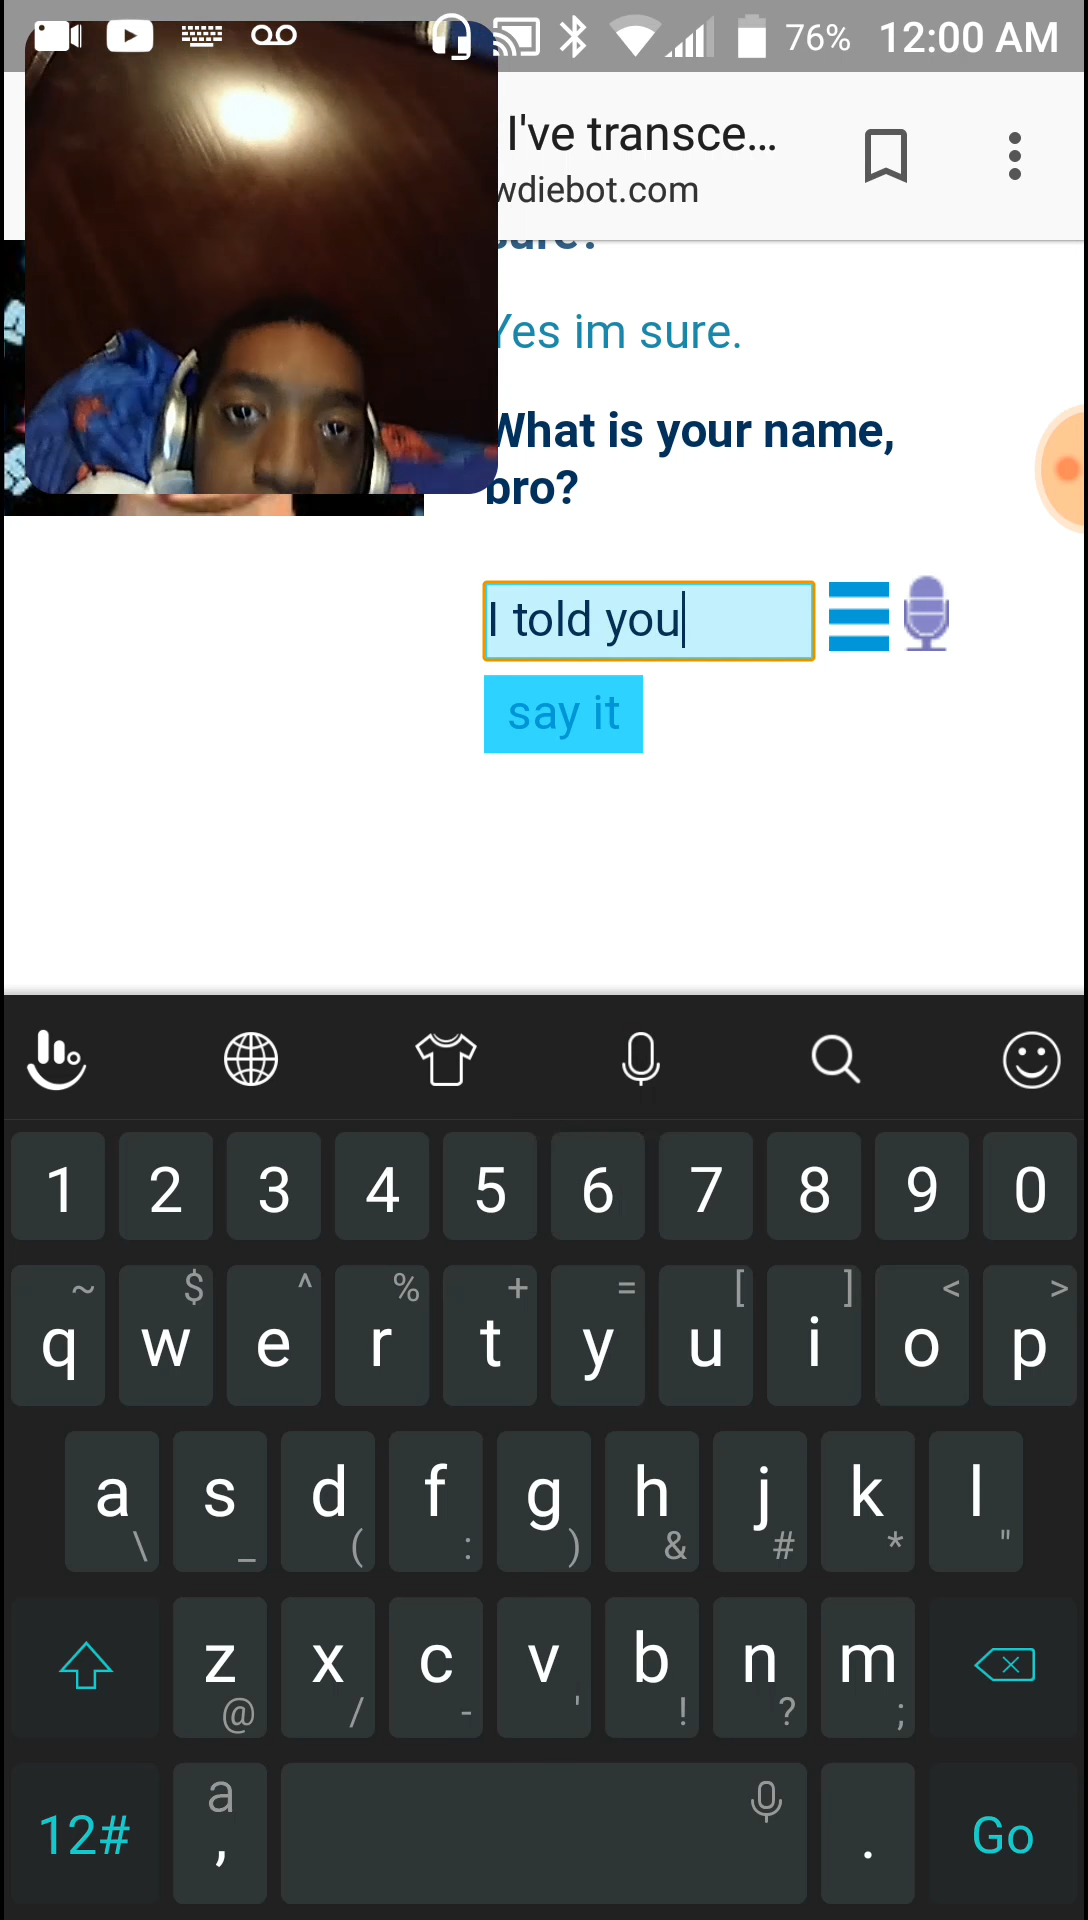 76% 12:00 AM
I've transce...
wdiebot.com
sure?
Yes im sure.
What is your name,
bro?
I told you
say it
1 2 3 4 5 6 7 8 9 0
~ $ ^ % + = [ ] < >
q w e r t y u i o p
a s d f g h j k l
\ _ ( : ) & # * "
z x c v b n m
@ / - ' ! ? ;
a
12# , . Go